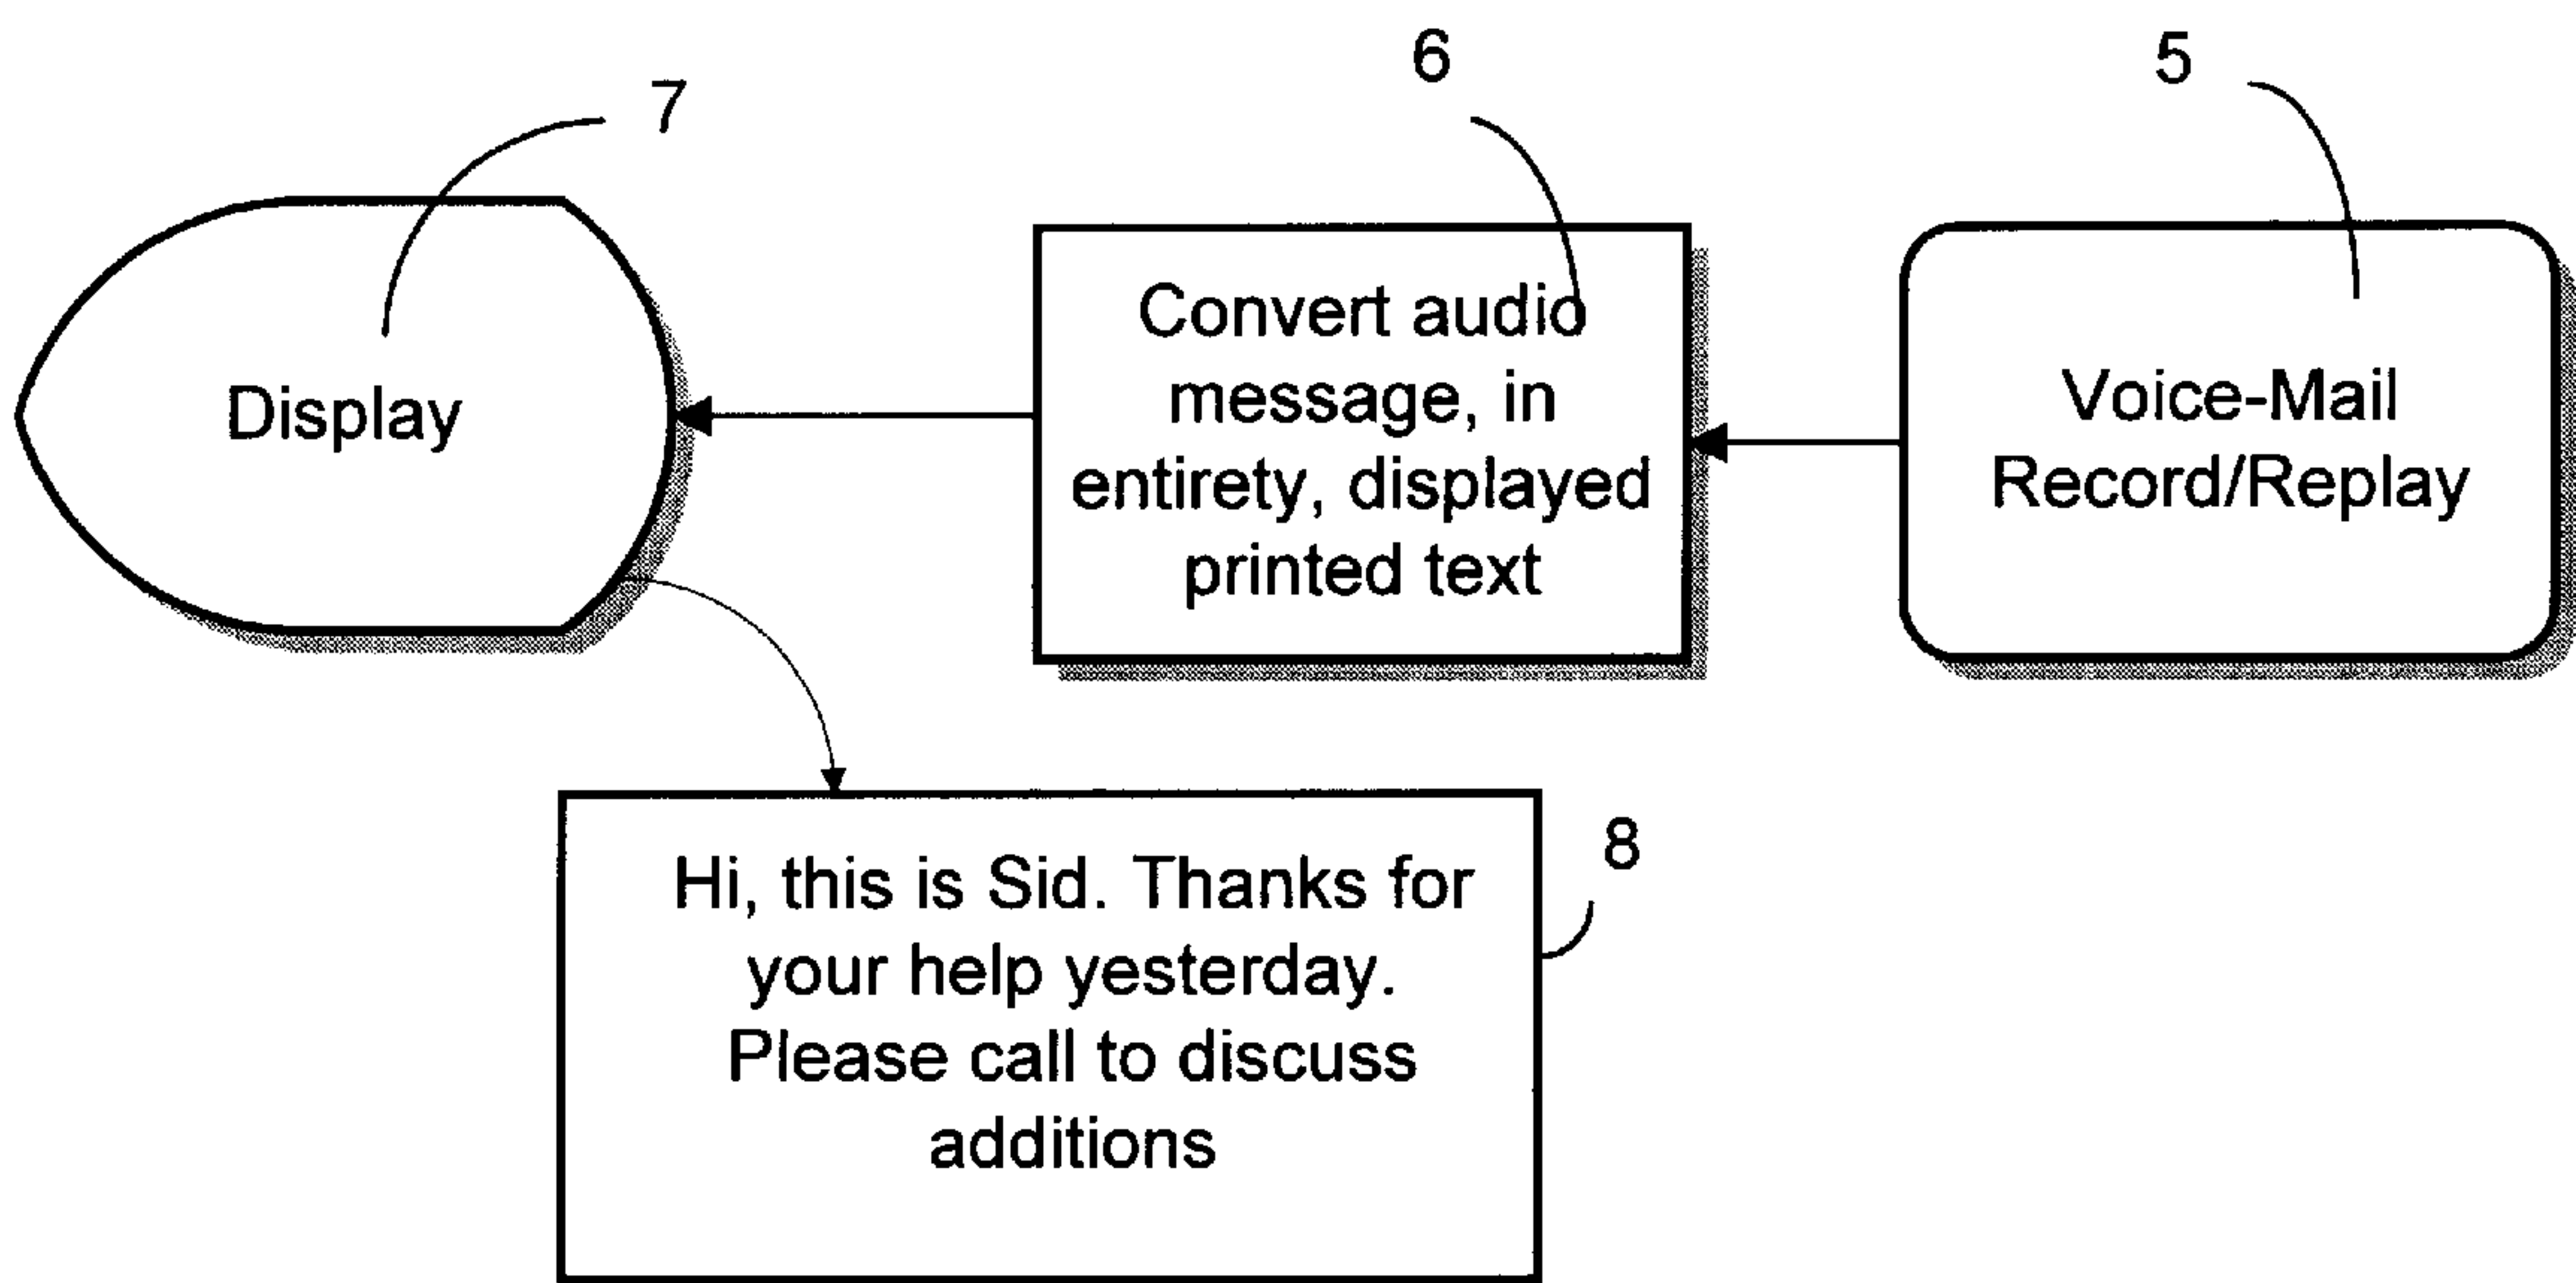 7
6
5
Display
Convert audio
message, in
entirety, displayed
printed text
Voice-Mail
Record/Replay
8
Hi, this is Sid. Thanks for
your help yesterday.
Please call to discuss
additions